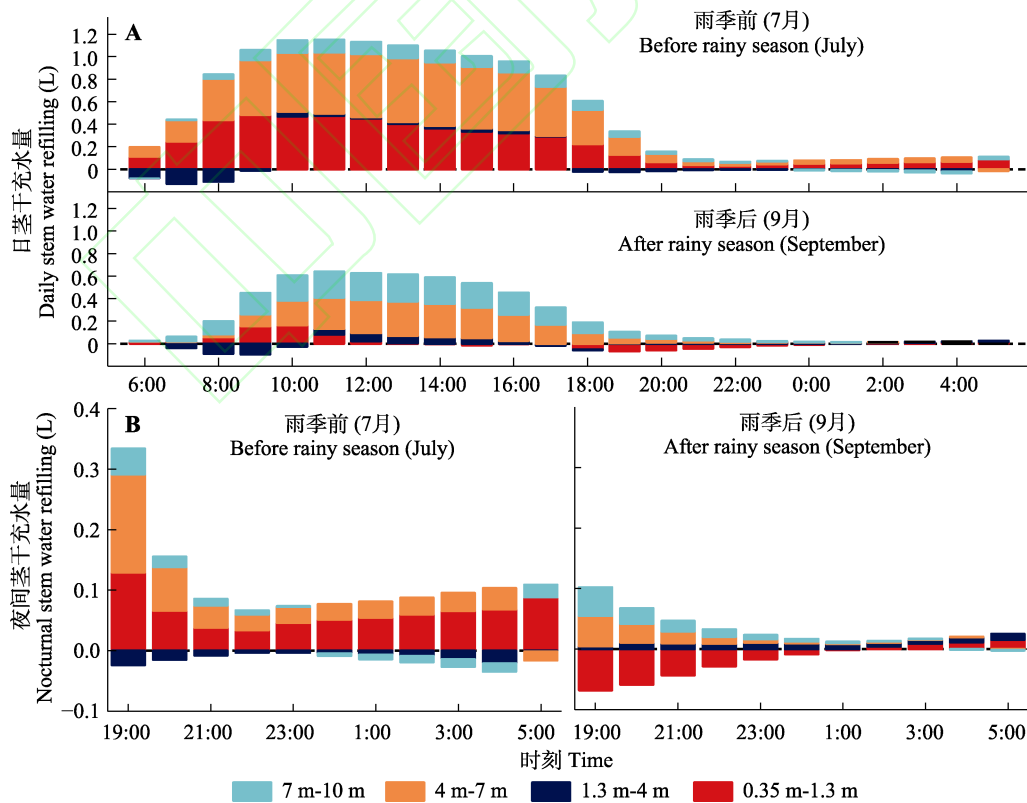 A
雨季前 (7月)
Before rainy season (July)
日茎干充水量
Daily stem water refilling (L)
1.2
1.0
0.8
0.6
0.4
0.2
0
雨季后 (9月)
After rainy season (September)
1.2
1.0
0.8
0.6
0.4
0.2
0
6:00 8:00 10:00 12:00 14:00 16:00 18:00 20:00 22:00 0:00 2:00 4:00
B
雨季前 (7月)
Before rainy season (July)
雨季后 (9月)
After rainy season (September)
夜间茎干充水量
Nocturnal stem water refilling (L)
0.4
0.3
0.2
0.1
0.0
−0.1
19:00 21:00 23:00 1:00 3:00 5:00 19:00 21:00 23:00 1:00 3:00 5:00
时刻 Time
7 m-10 m 4 m-7 m 1.3 m-4 m 0.35 m-1.3 m